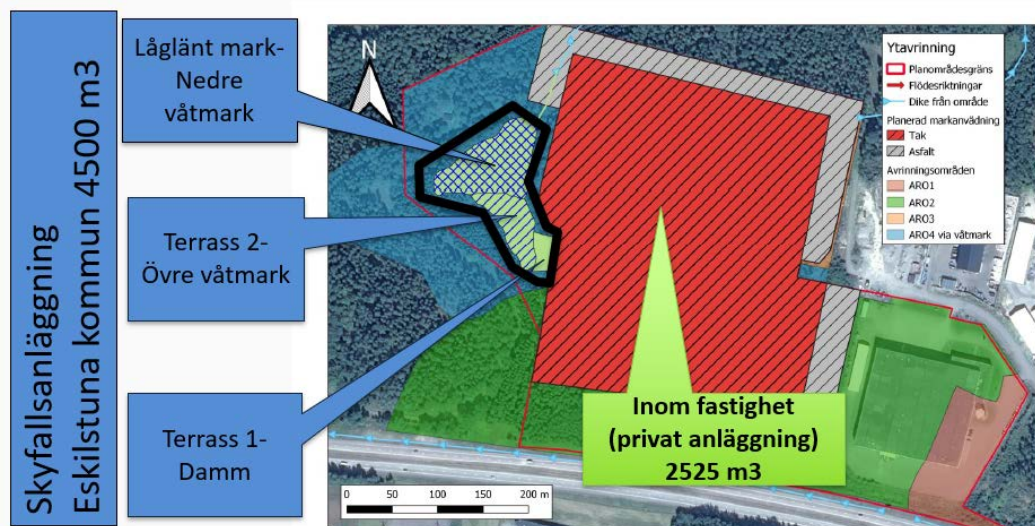 Skyfallsanläggning
Eskilstuna kommun 4500 m3
Låglänt mark-
Nedre
våtmark
Terrass 2-
Övre våtmark
Terrass 1-
Damm
N
Inom fastighet
(privat anläggning)
2525 m3
0 50 100 150 200 m
Ytavrinning
Planområdesgräns
Flödesriktningar
Dike från område
Planerad markanvädning
Tak
Asfalt
Avrinningsområden
ARO1
ARO2
ARO3
ARO4 via våtmark